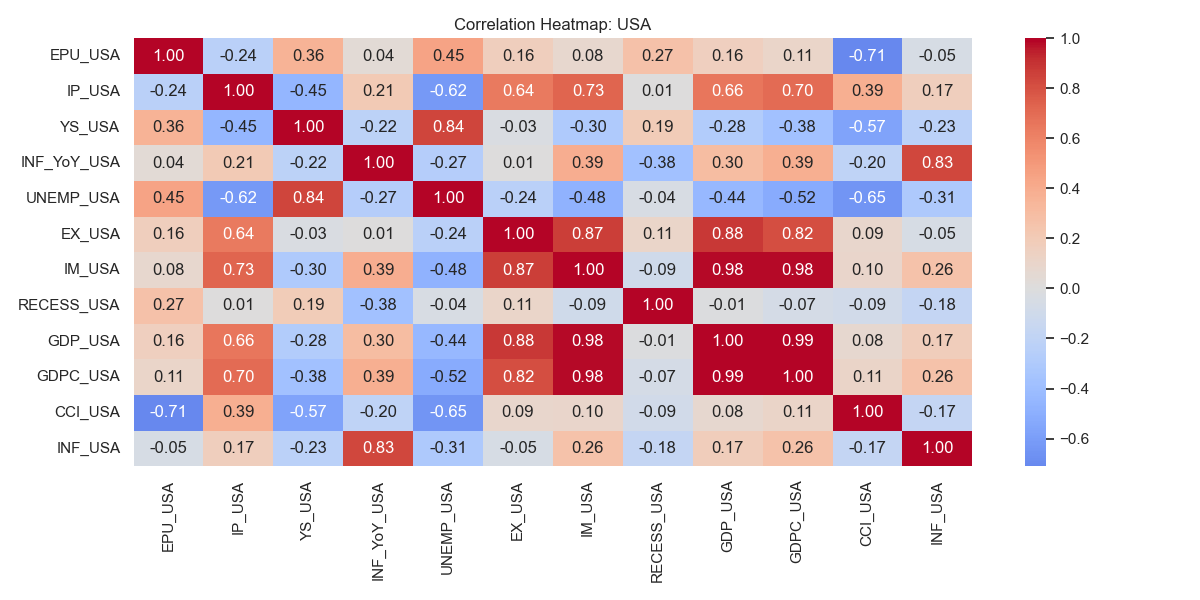 Correlation Heatmap: USA
EPU_USA 1.00 -0.24 0.36 0.04 0.45 0.16 0.08 0.27 0.16 0.11 -0.71 -0.05
IP_USA -0.24 1.00 -0.45 0.21 -0.62 0.64 0.73 0.01 0.66 0.70 0.39 0.17
YS_USA 0.36 -0.45 1.00 -0.22 0.84 -0.03 -0.30 0.19 -0.28 -0.38 -0.57 -0.23
INF_YoY_USA 0.04 0.21 -0.22 1.00 -0.27 0.01 0.39 -0.38 0.30 0.39 -0.20 0.83
UNEMP_USA 0.45 -0.62 0.84 -0.27 1.00 -0.24 -0.48 -0.04 -0.44 -0.52 -0.65 -0.31
EX_USA 0.16 0.64 -0.03 0.01 -0.24 1.00 0.87 0.11 0.88 0.82 0.09 -0.05
IM_USA 0.08 0.73 -0.30 0.39 -0.48 0.87 1.00 -0.09 0.98 0.98 0.10 0.26
RECESS_USA 0.27 0.01 0.19 -0.38 -0.04 0.11 -0.09 1.00 -0.01 -0.07 -0.09 -0.18
GDP_USA 0.16 0.66 -0.28 0.30 -0.44 0.88 0.98 -0.01 1.00 0.99 0.08 0.17
GDPC_USA 0.11 0.70 -0.38 0.39 -0.52 0.82 0.98 -0.07 0.99 1.00 0.11 0.26
CCI_USA -0.71 0.39 -0.57 -0.20 -0.65 0.09 0.10 -0.09 0.08 0.11 1.00 -0.17
INF_USA -0.05 0.17 -0.23 0.83 -0.31 -0.05 0.26 -0.18 0.17 0.26 -0.17 1.00
EPU_USA IP_USA YS_USA INF_YoY_USA UNEMP_USA EX_USA IM_USA RECESS_USA GDP_USA GDPC_USA CCI_USA INF_USA
1.0
0.8
0.6
0.4
0.2
0.0
−0.2
−0.4
−0.6